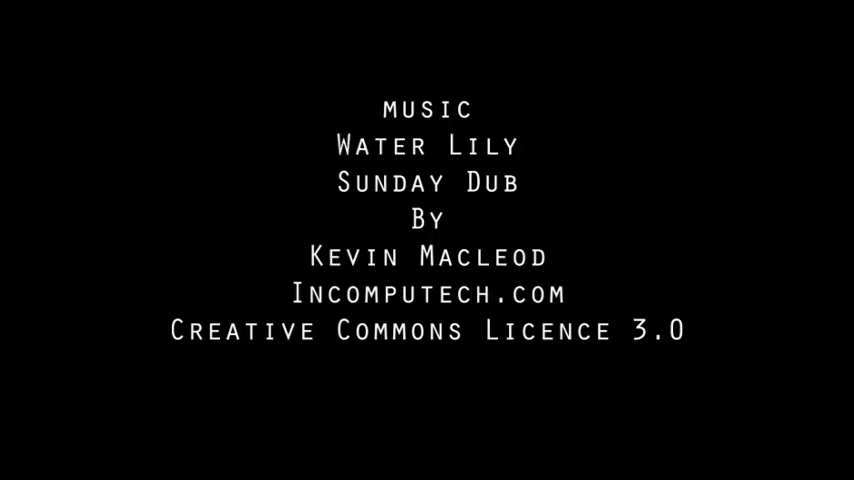 MUSIC
WATER LILY
SUNDAY DUB
BY
KEVIN MACLEOD
INCOMPUTECH.COM
CREATIVE COMMONS LICENCE 3.0